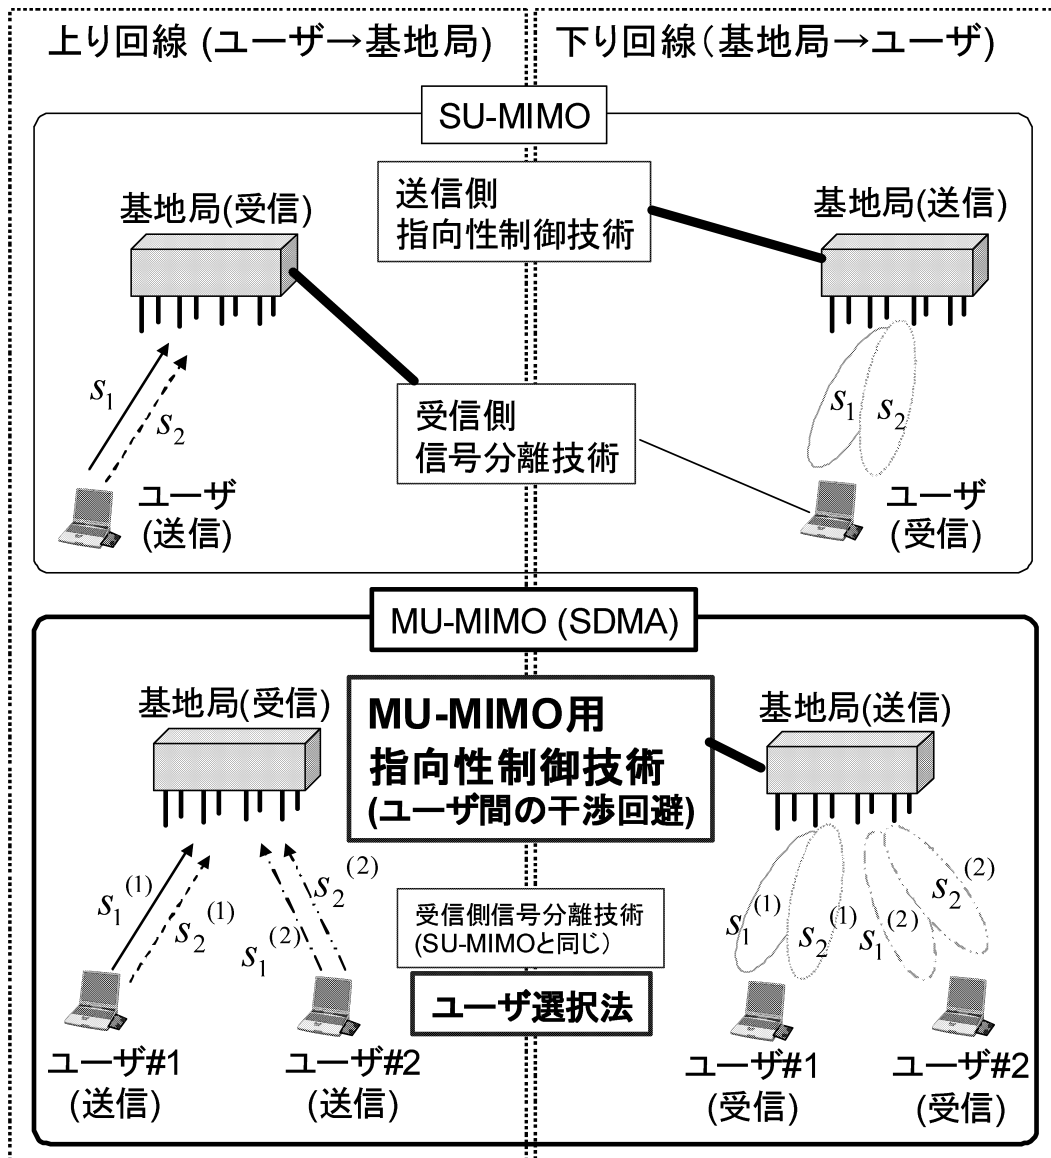 上り回線 (ユーザ→基地局)
下り回線(基地局→ユーザ)
SU-MIMO
送信側
指向性制御技術
基地局(受信)
基地局(送信)
s1
s2
受信側
信号分離技術
s1
s2
ユーザ
(送信)
ユーザ
(受信)
MU-MIMO (SDMA)
基地局(受信)
MU-MIMO用
指向性制御技術
(ユーザ間の干渉回避)
基地局(送信)
s1(1)
s2(1)
s1(2)
s2(2)
受信側信号分離技術
(SU-MIMOと同じ)
s1(1)
s2(1)
s1(2)
s2(2)
ユーザ選択法
ユーザ#1
(送信)
ユーザ#2
(送信)
ユーザ#1
(受信)
ユーザ#2
(受信)